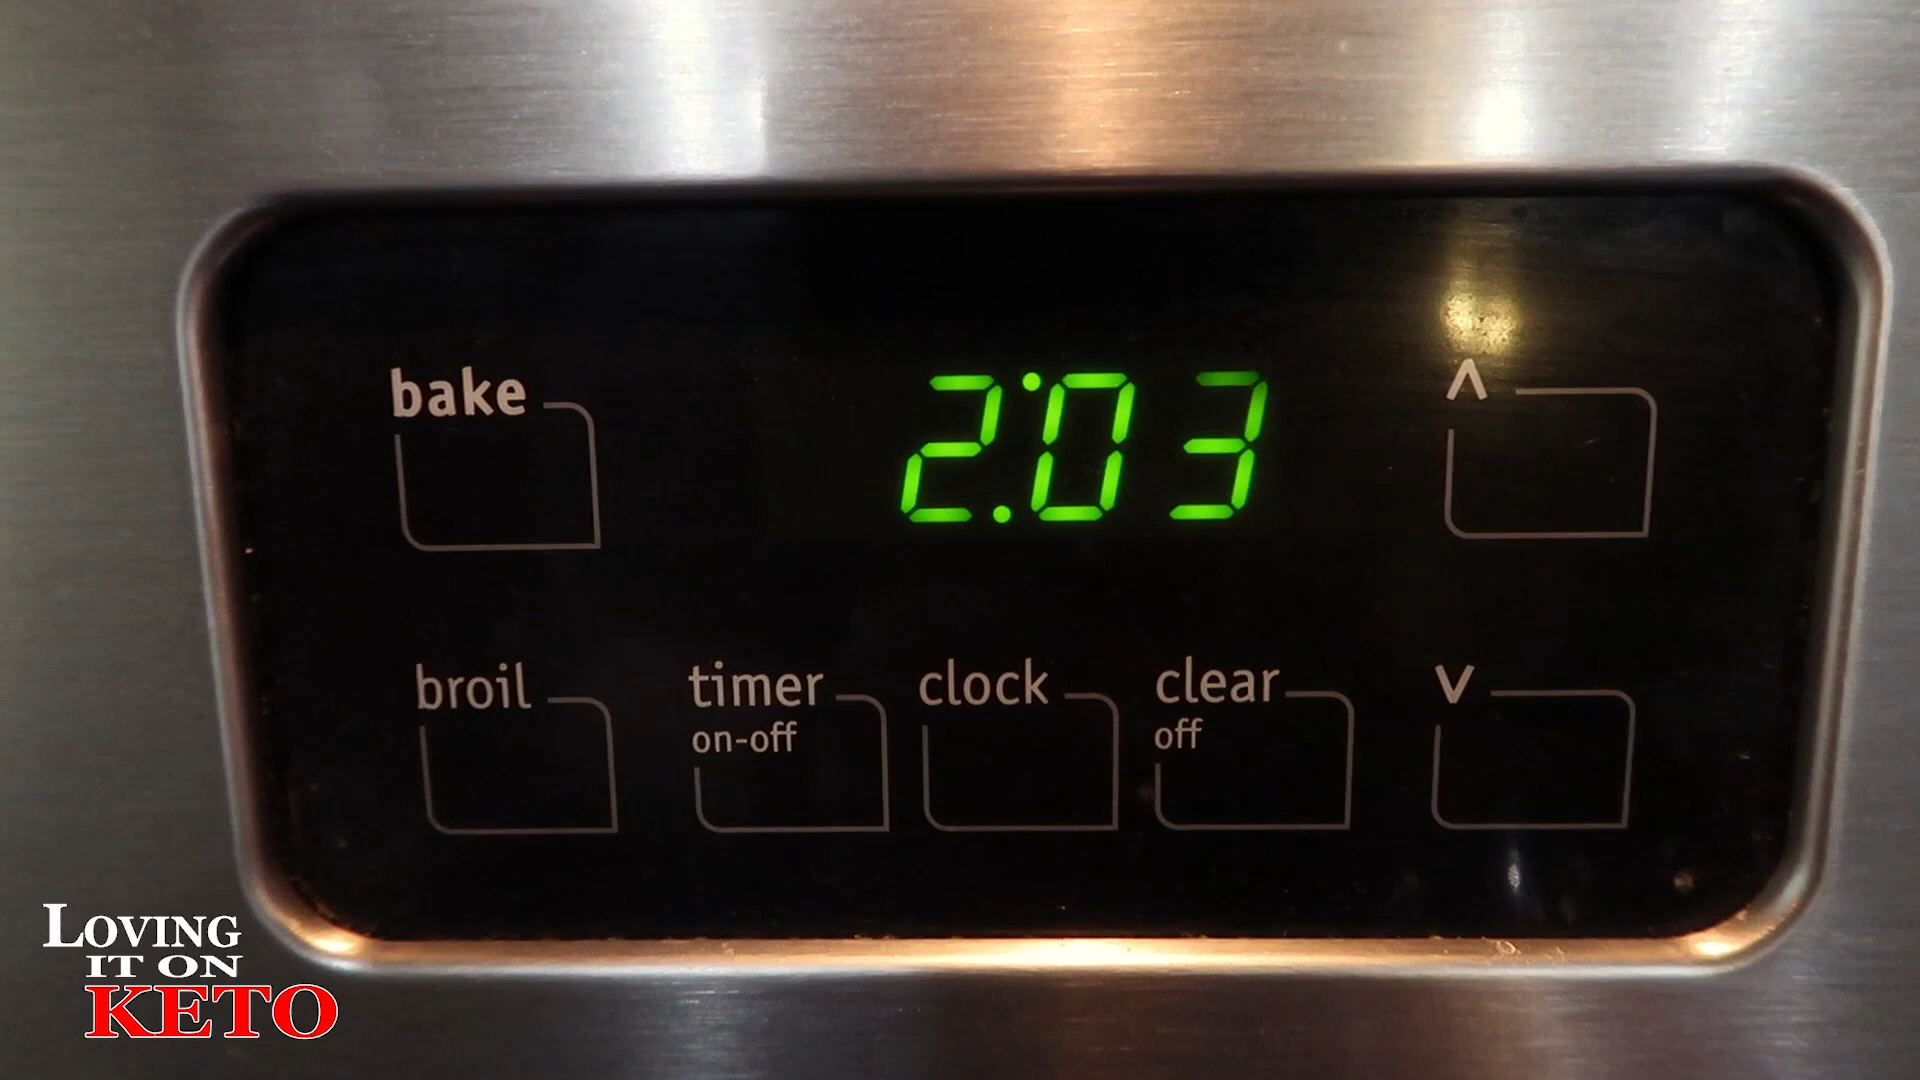 bake
2:03
^
broil
timer
on-off
clock
clear
off
v
LOVING
IT ON
KETO